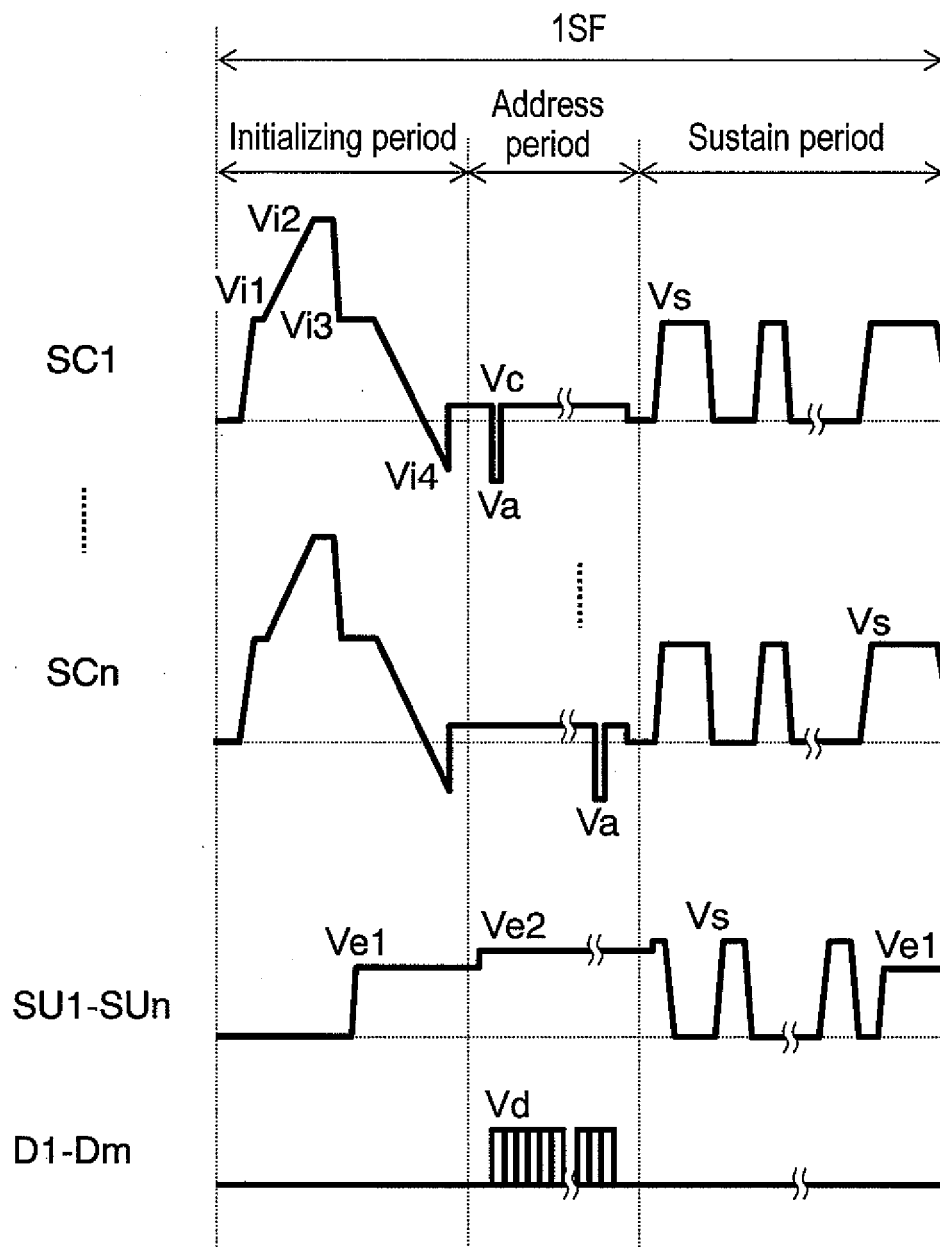 1SF
Initializing period
Address
period
Sustain period
Vi2
Vi1
Vi3
Vs
SC1
Vc
Vi4
Va
Vs
SCn
Va
Ve1
Ve2
Vs
Ve1
SU1-SUn
Vd
D1-Dm